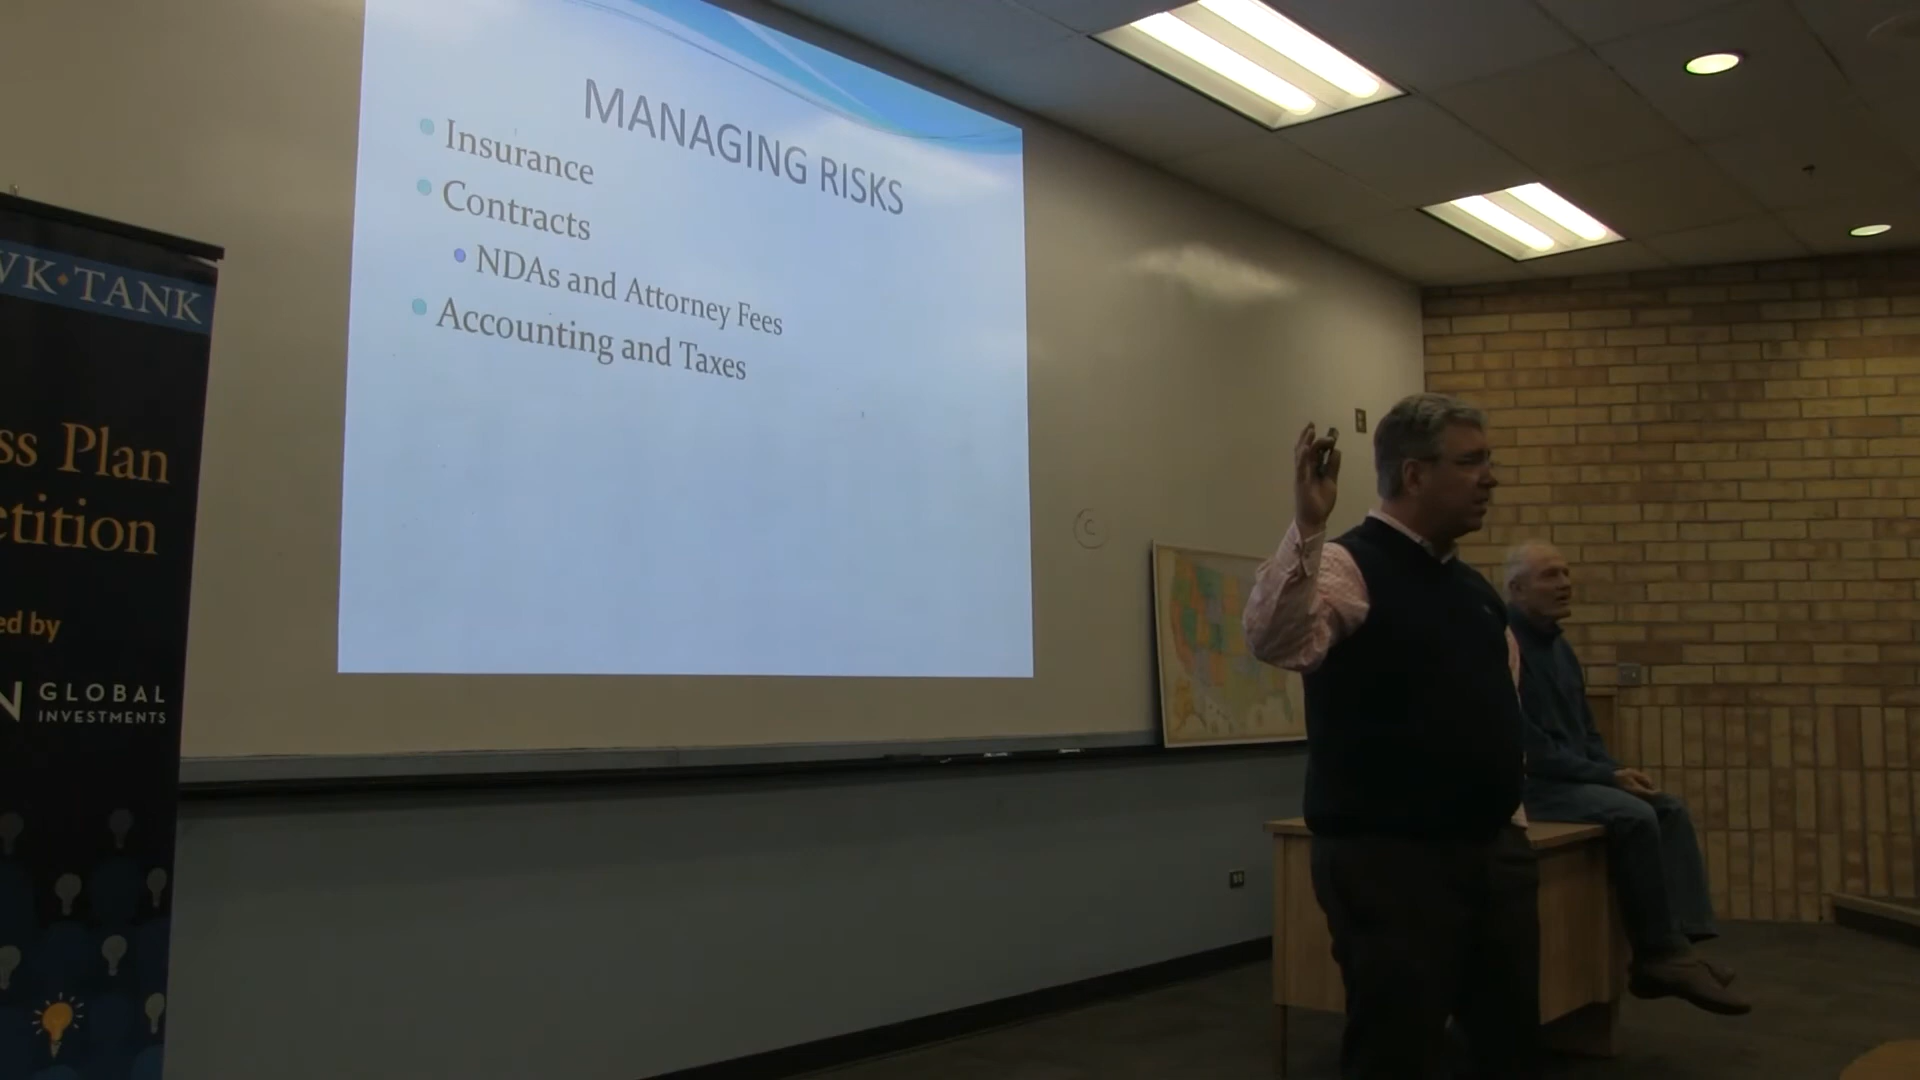 MANAGING RISKS
Insurance
Contracts
NDAs and Attorney Fees
Accounting and Taxes
WK•TANK
ss Plan
etition
ed by
N GLOBAL
INVESTMENTS
C